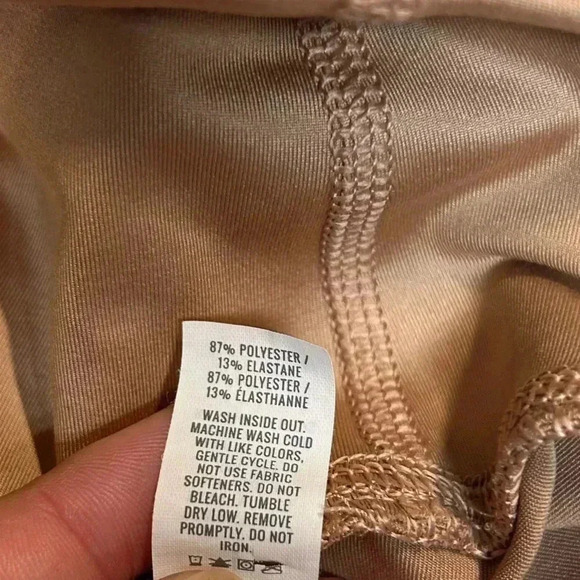 87% POLYESTER /
13% ELASTANE
87% POLYESTER /
13% ÉLASTHANNE
WASH INSIDE OUT.
MACHINE WASH COLD
WITH LIKE COLORS,
GENTLE CYCLE. DO
NOT USE FABRIC
SOFTENERS. DO NOT
BLEACH. TUMBLE
DRY LOW. REMOVE
PROMPTLY. DO NOT
IRON.